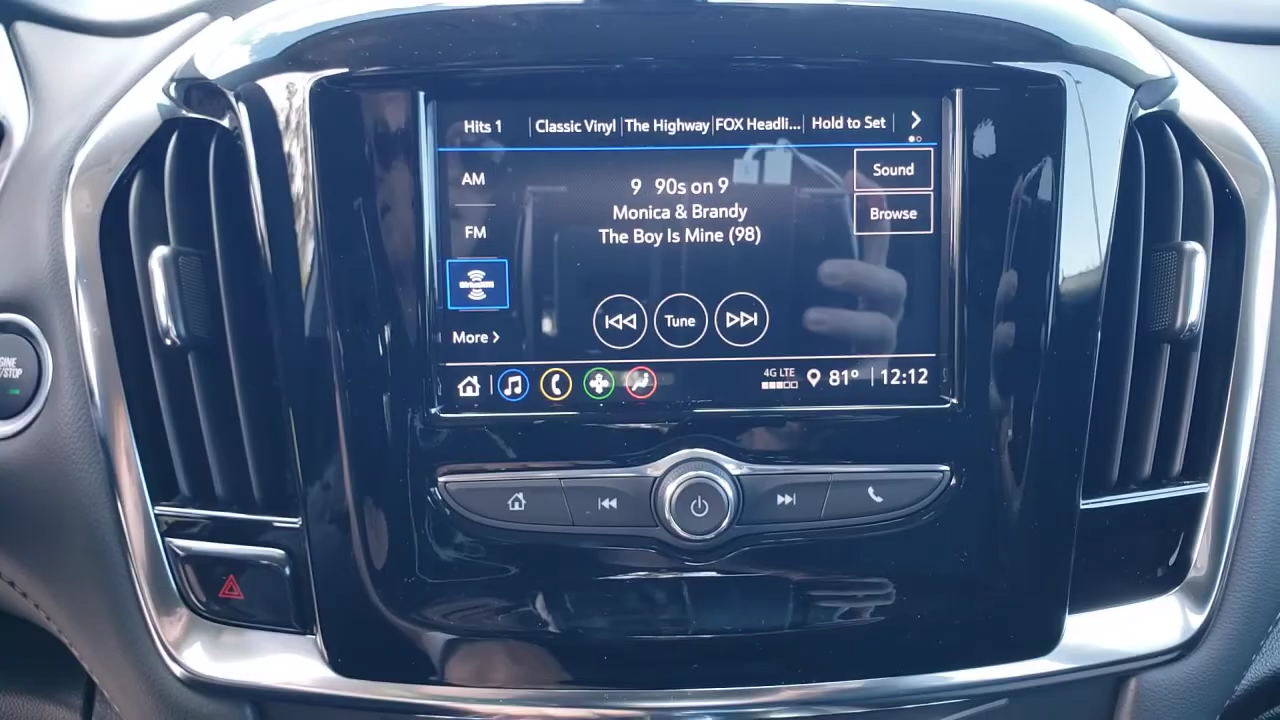 Hits 1
Classic Vinyl
The Highway
FOX Headli...
Hold to Set
AM
9 90s on 9
Sound
Monica & Brandy
Browse
FM
The Boy Is Mine (98)
SiriusXM
More
Tune
4G LTE
81°
12:12
STOP